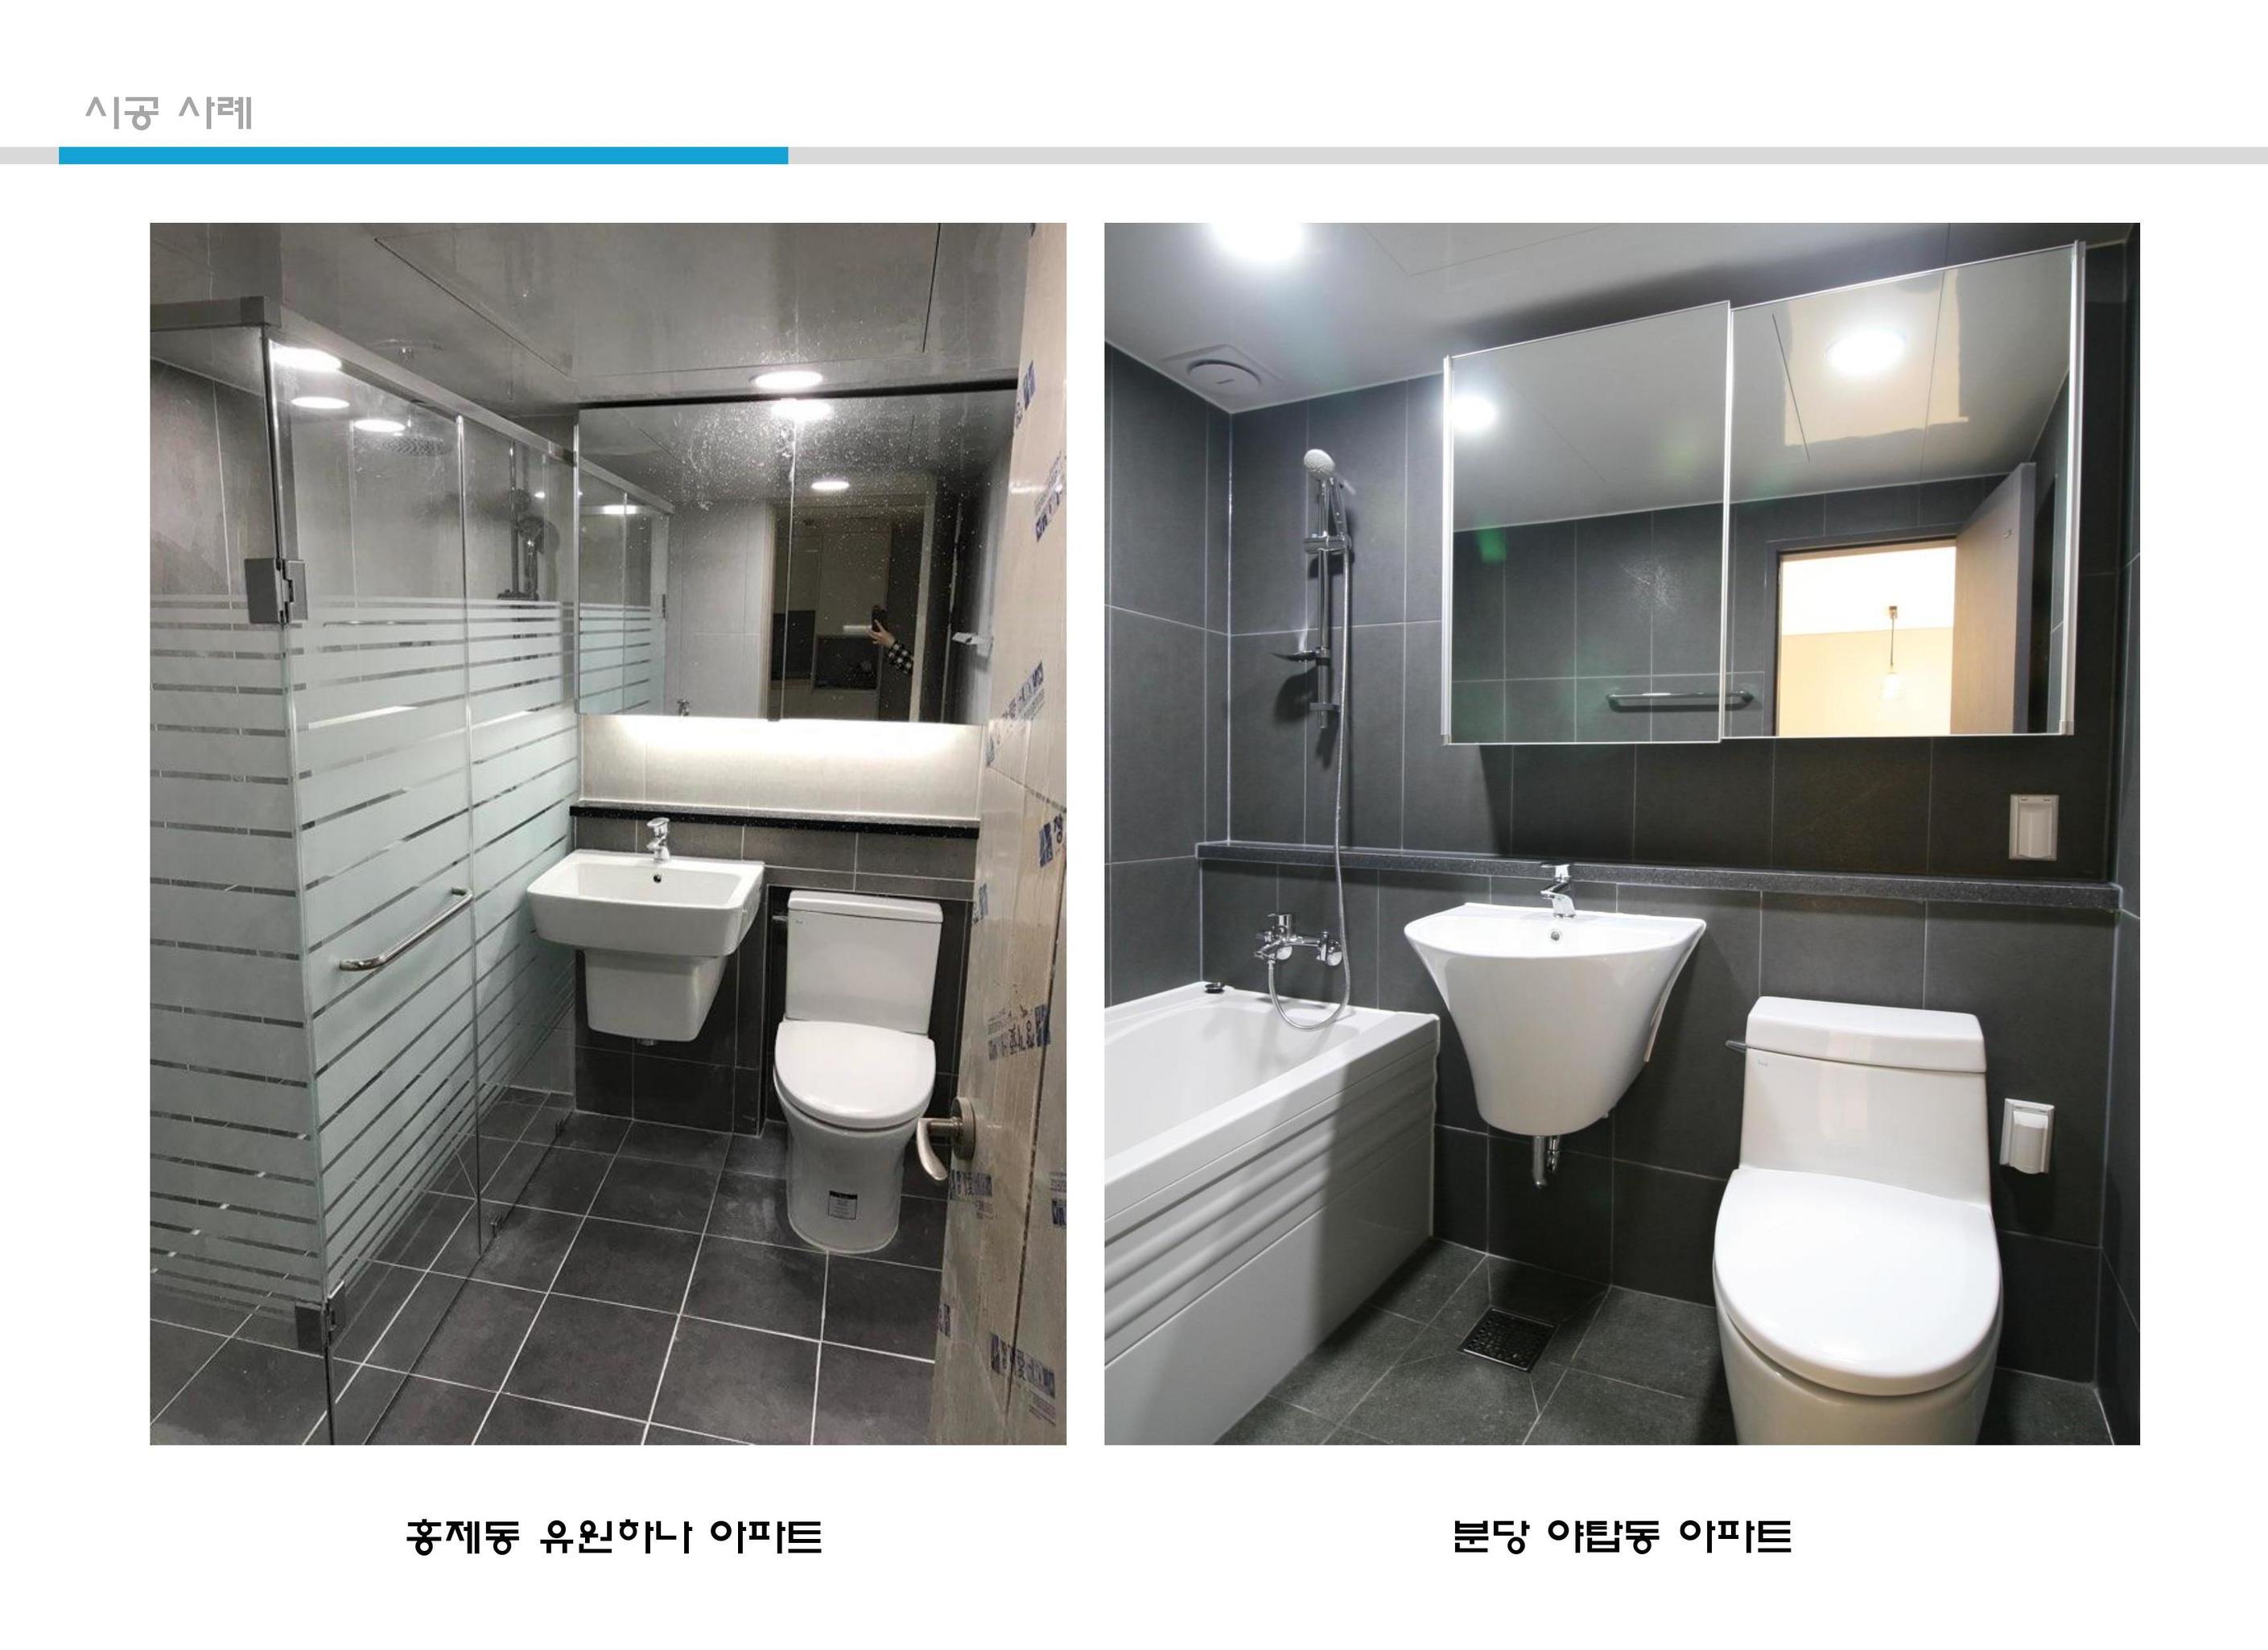 시공 사례
홍제동 유원하나 아파트
분당 야탑동 아파트